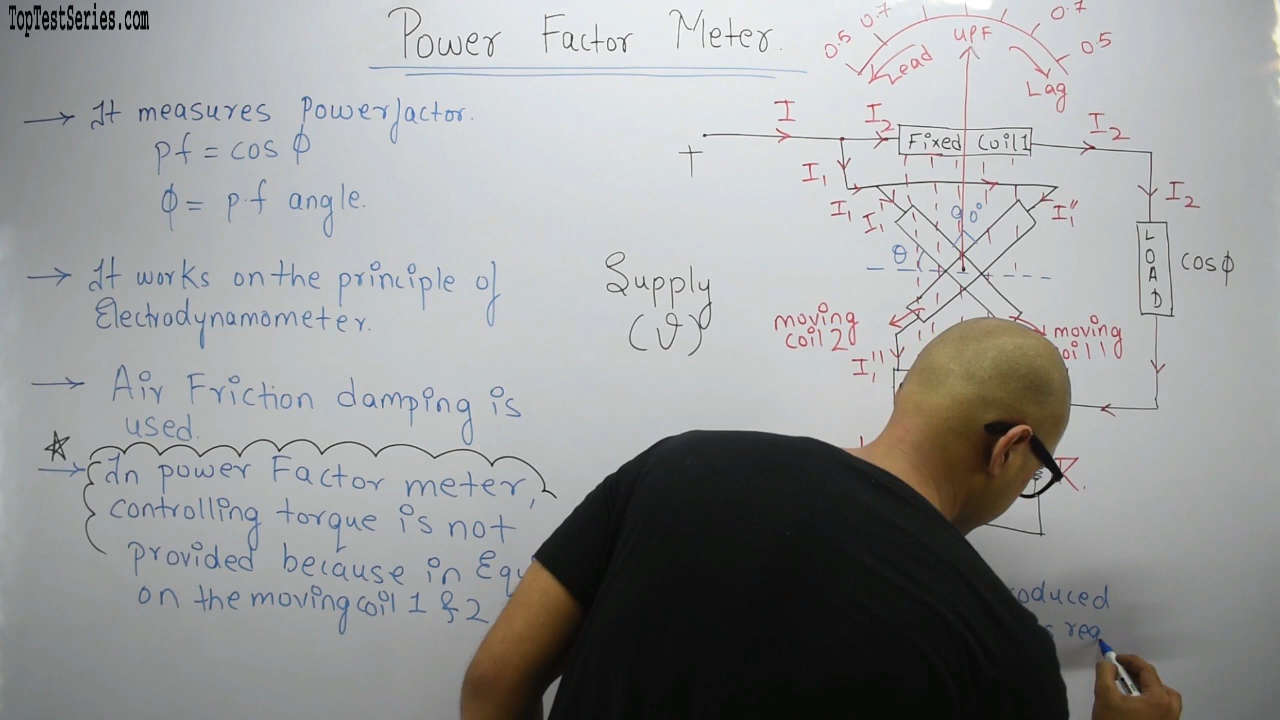 TopTestSeries.com
Power Factor Meter.
→ It measures powerfactor.
pf = cos ϕ
ϕ = p.f angle.
→ It works on the principle of
Electrodynamometer.
→ Air Friction damping is
used.
→ In power Factor meter,
controlling torque is not
provided because in Equ
on the moving coil 1 & 2
0.5 0.7 UPF 0.7 0.5
Lead
Lag
I
I2
Fixed Coil 1
I2
+
I1
I1
I1'
90°
I1''
I2
θ
LOAD
cosϕ
Supply
(v)
moving
coil 2
moving
coil 1
I1''
R.
roduced
s req